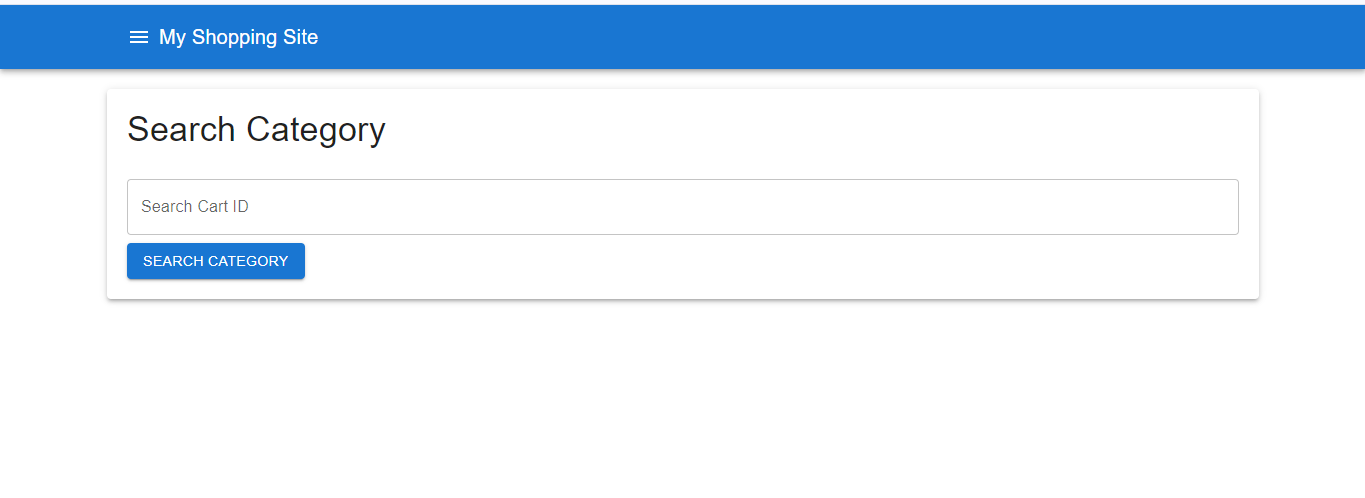 My Shopping Site
Search Category
Search Cart ID
SEARCH CATEGORY